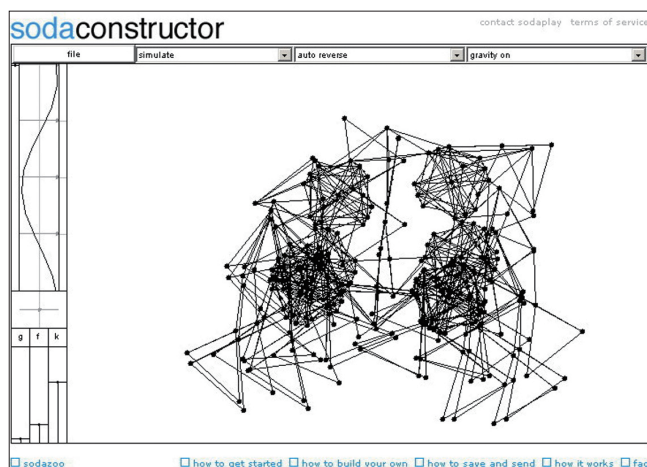 sodaconstructor
contact sodaplay terms of service
file simulate auto reverse gravity on
g f k
sodazoo how to get started how to build your own how to save and send how it works faq